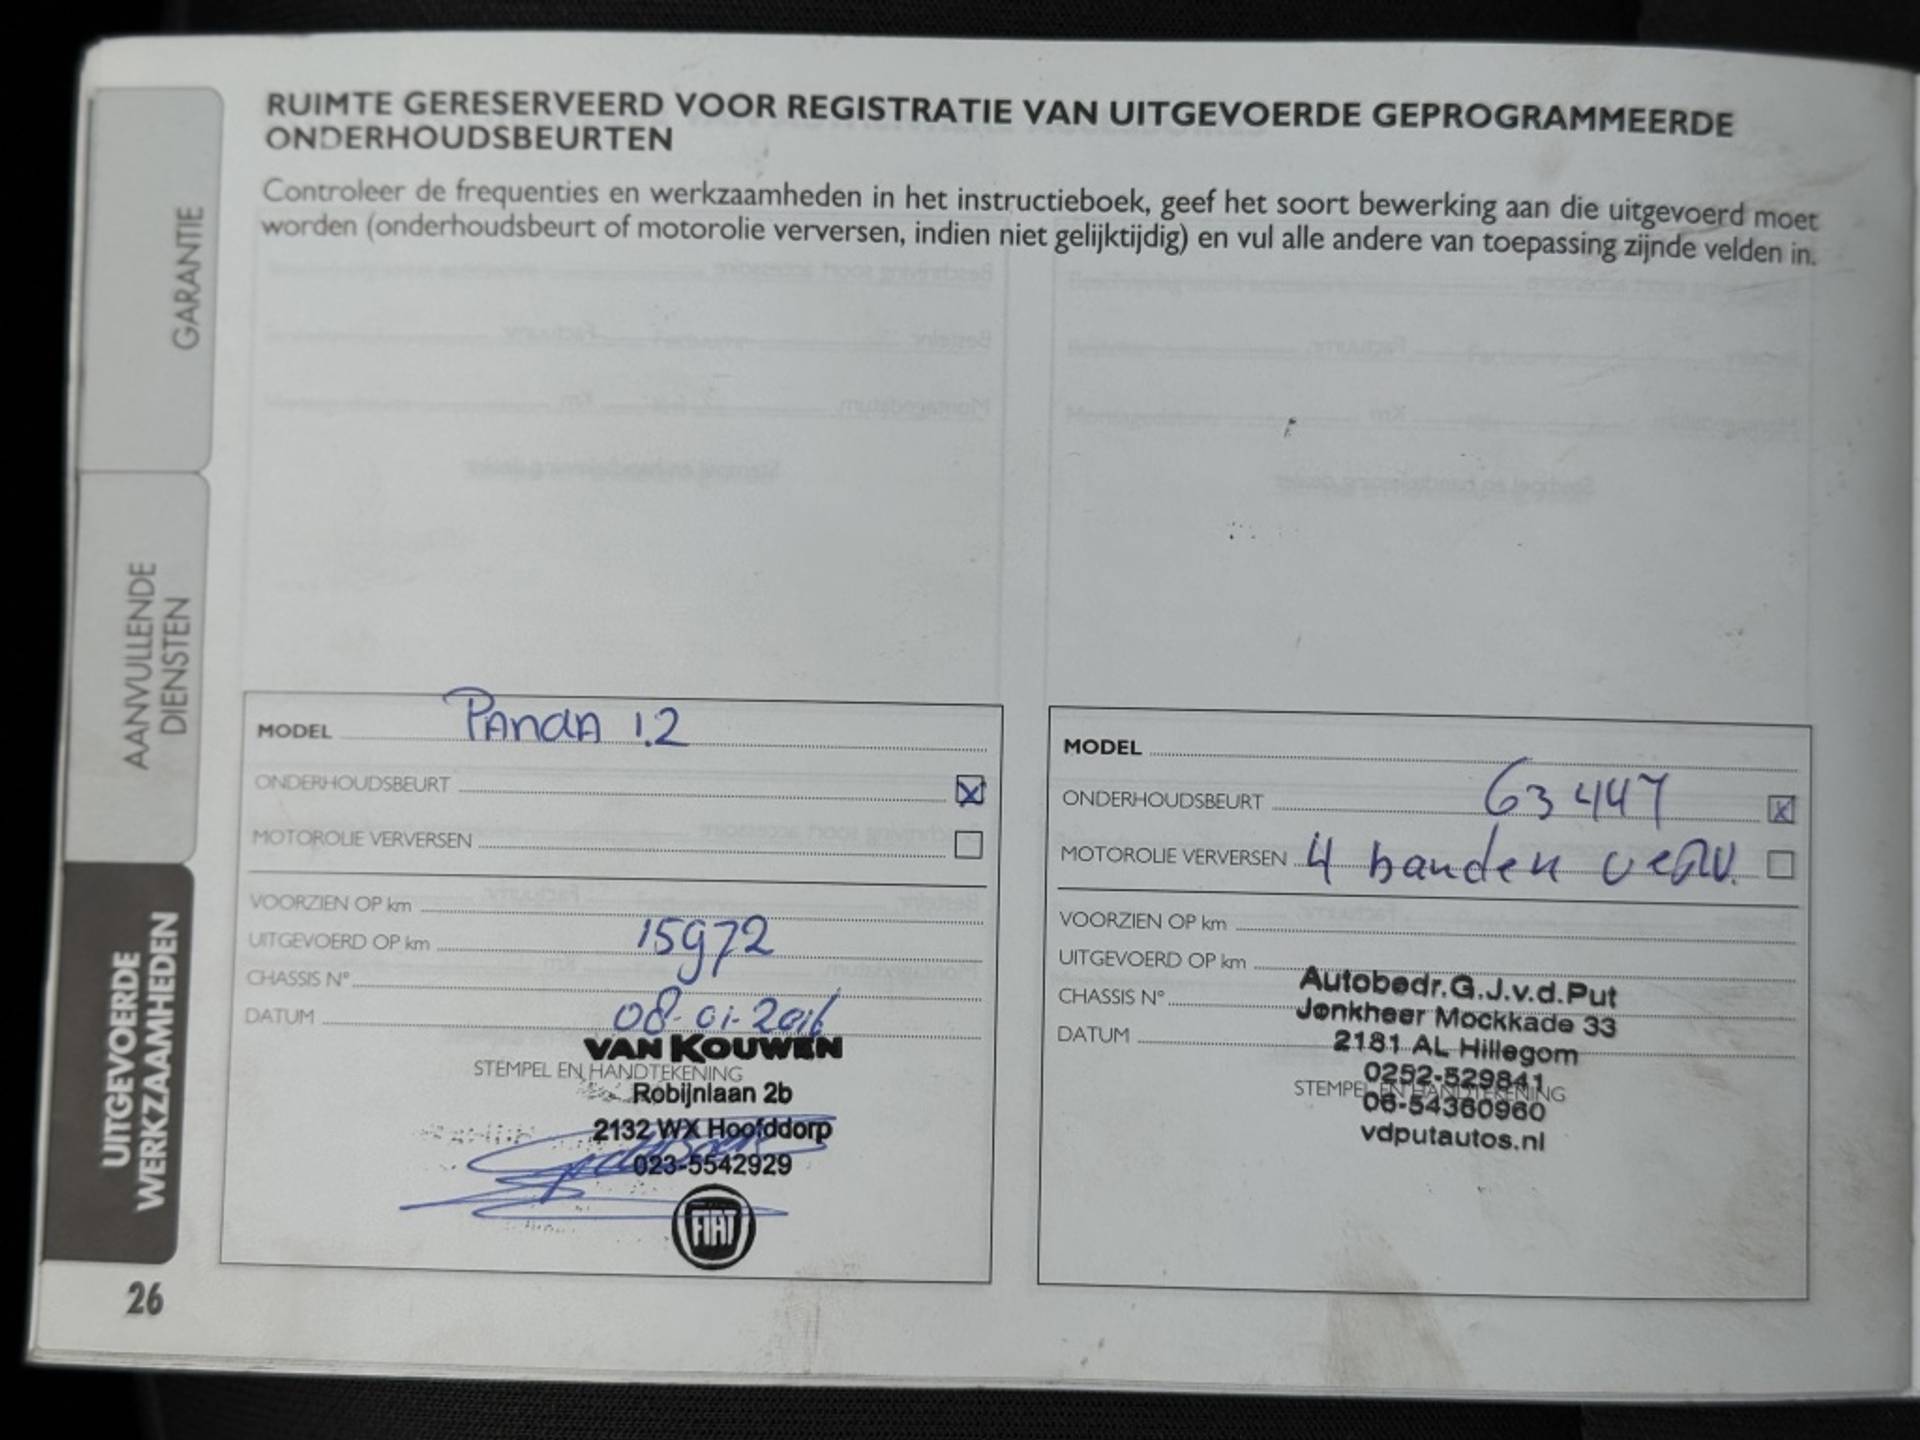 RUIMTE GERESERVEERD VOOR REGISTRATIE VAN UITGEVOERDE GEPROGRAMMEERDE
ONDERHOUDSBEURTEN
Controleer de frequenties en werkzaamheden in het instructieboek, geef het soort bewerking aan die uitgevoerd moet
worden (onderhoudsbeurt of motorolie verversen, indien niet gelijktijdig) en vul alle andere van toepassing zijnde velden in.
GARANTIE
AANVULLENDE
DIENSTEN
UITGEVOERDE
WERKZAAMHEDEN
26
MODEL PANdA 1.2
ONDERHOUDSBEURT X
MOTOROLIE VERVERSEN
VOORZIEN OP km
UITGEVOERD OP km 15972
CHASSIS N°
DATUM 08-01-2016
VAN KOUWEN
STEMPEL EN HANDTEKENING
Robijnlaan 2b
2132 WX Hoofddorp
023-5542929
FIAT
MODEL
ONDERHOUDSBEURT 63447 X
MOTOROLIE VERVERSEN 4 banden verv.
VOORZIEN OP km
UITGEVOERD OP km
CHASSIS N°
DATUM
Autobedr.G.J.v.d.Put
Jonkheer Mockkade 33
2181 AL Hillegom
0252-529841
STEMPEL EN HANDTEKENING
06-54360960
vdputautos.nl